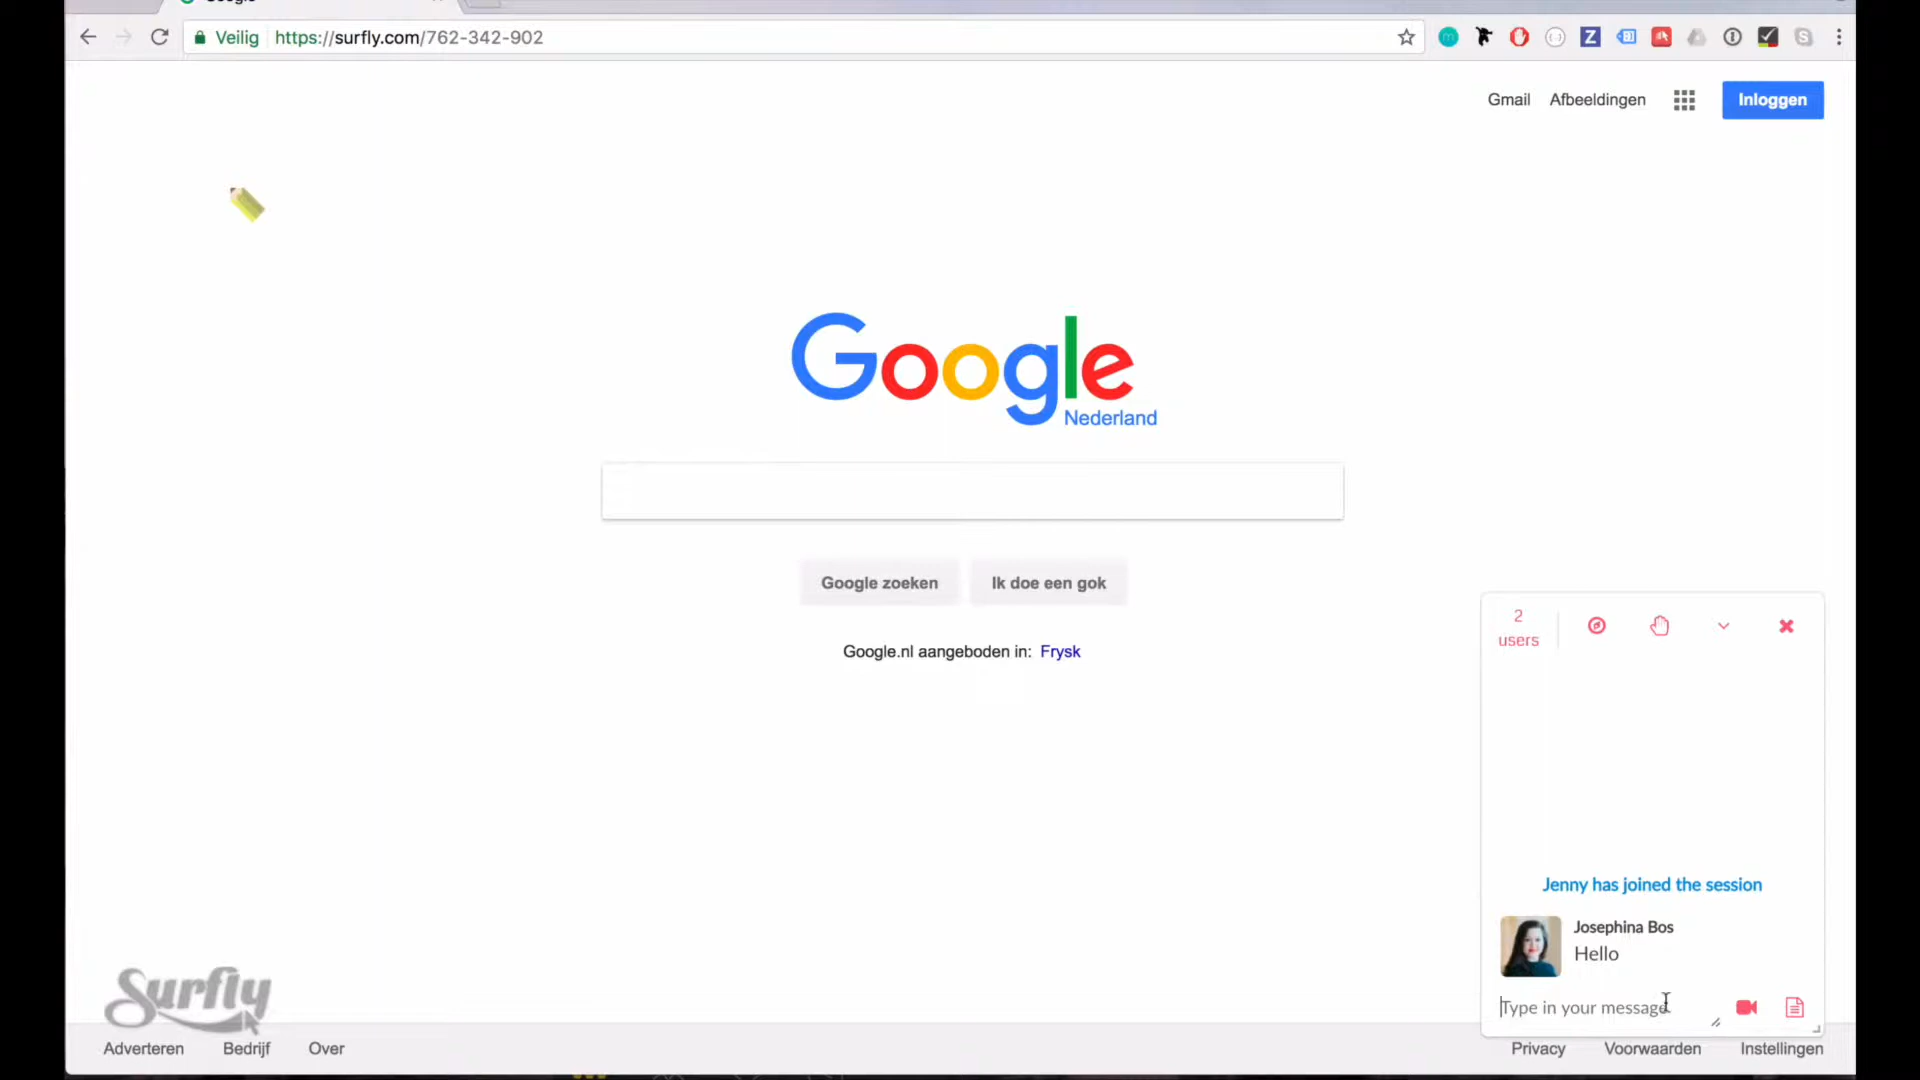 Veilig
https://surfly.com/762-342-902
Gmail
Afbeeldingen
Inloggen
Google
Nederland
Google zoeken
Ik doe een gok
Google.nl aangeboden in: Frysk
2
users
Jenny has joined the session
Josephina Bos
Hello
Type in your message
Surfly
Adverteren
Bedrijf
Over
Privacy
Voorwaarden
Instellingen